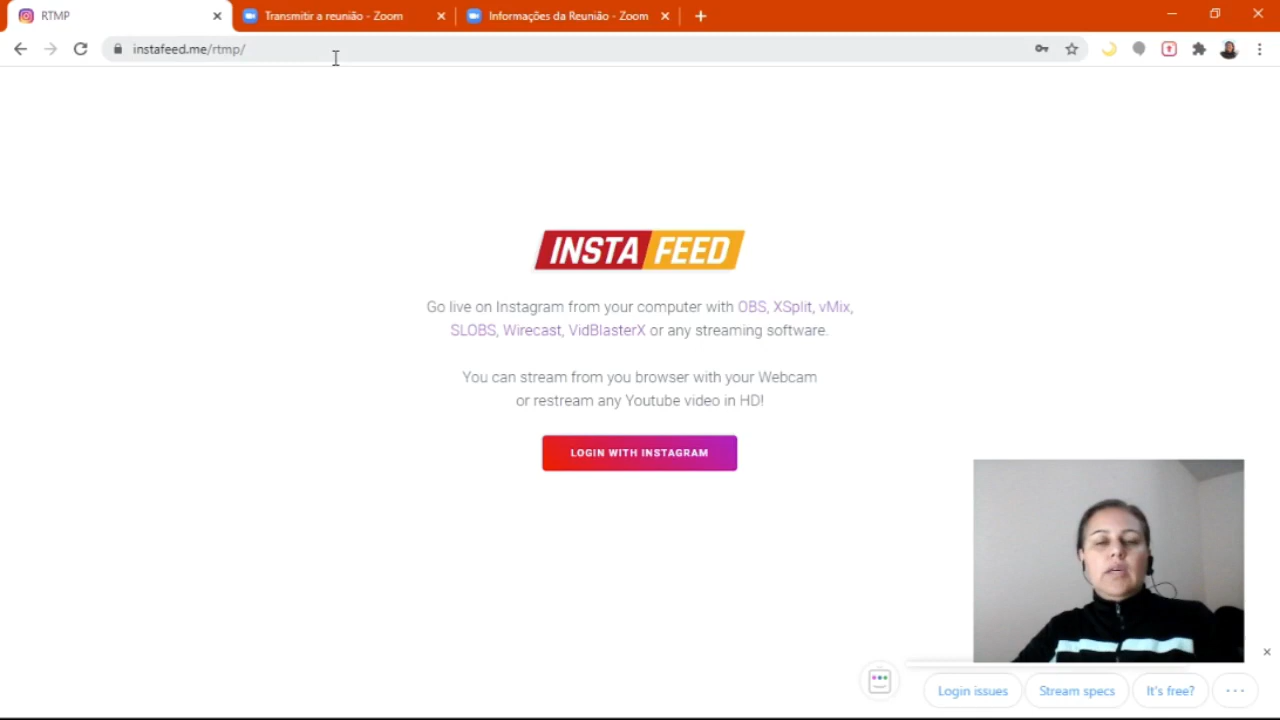 RTMP
Transmitir a reunião - Zoom
Informações da Reunião - Zoom
instafeed.me/rtmp/
INSTA FEED
Go live on Instagram from your computer with OBS, XSplit, vMix,
SLOBS, Wirecast, VidBlasterX or any streaming software.
You can stream from you browser with your Webcam
or restream any Youtube video in HD!
LOGIN WITH INSTAGRAM
Login issues
Stream specs
It's free?